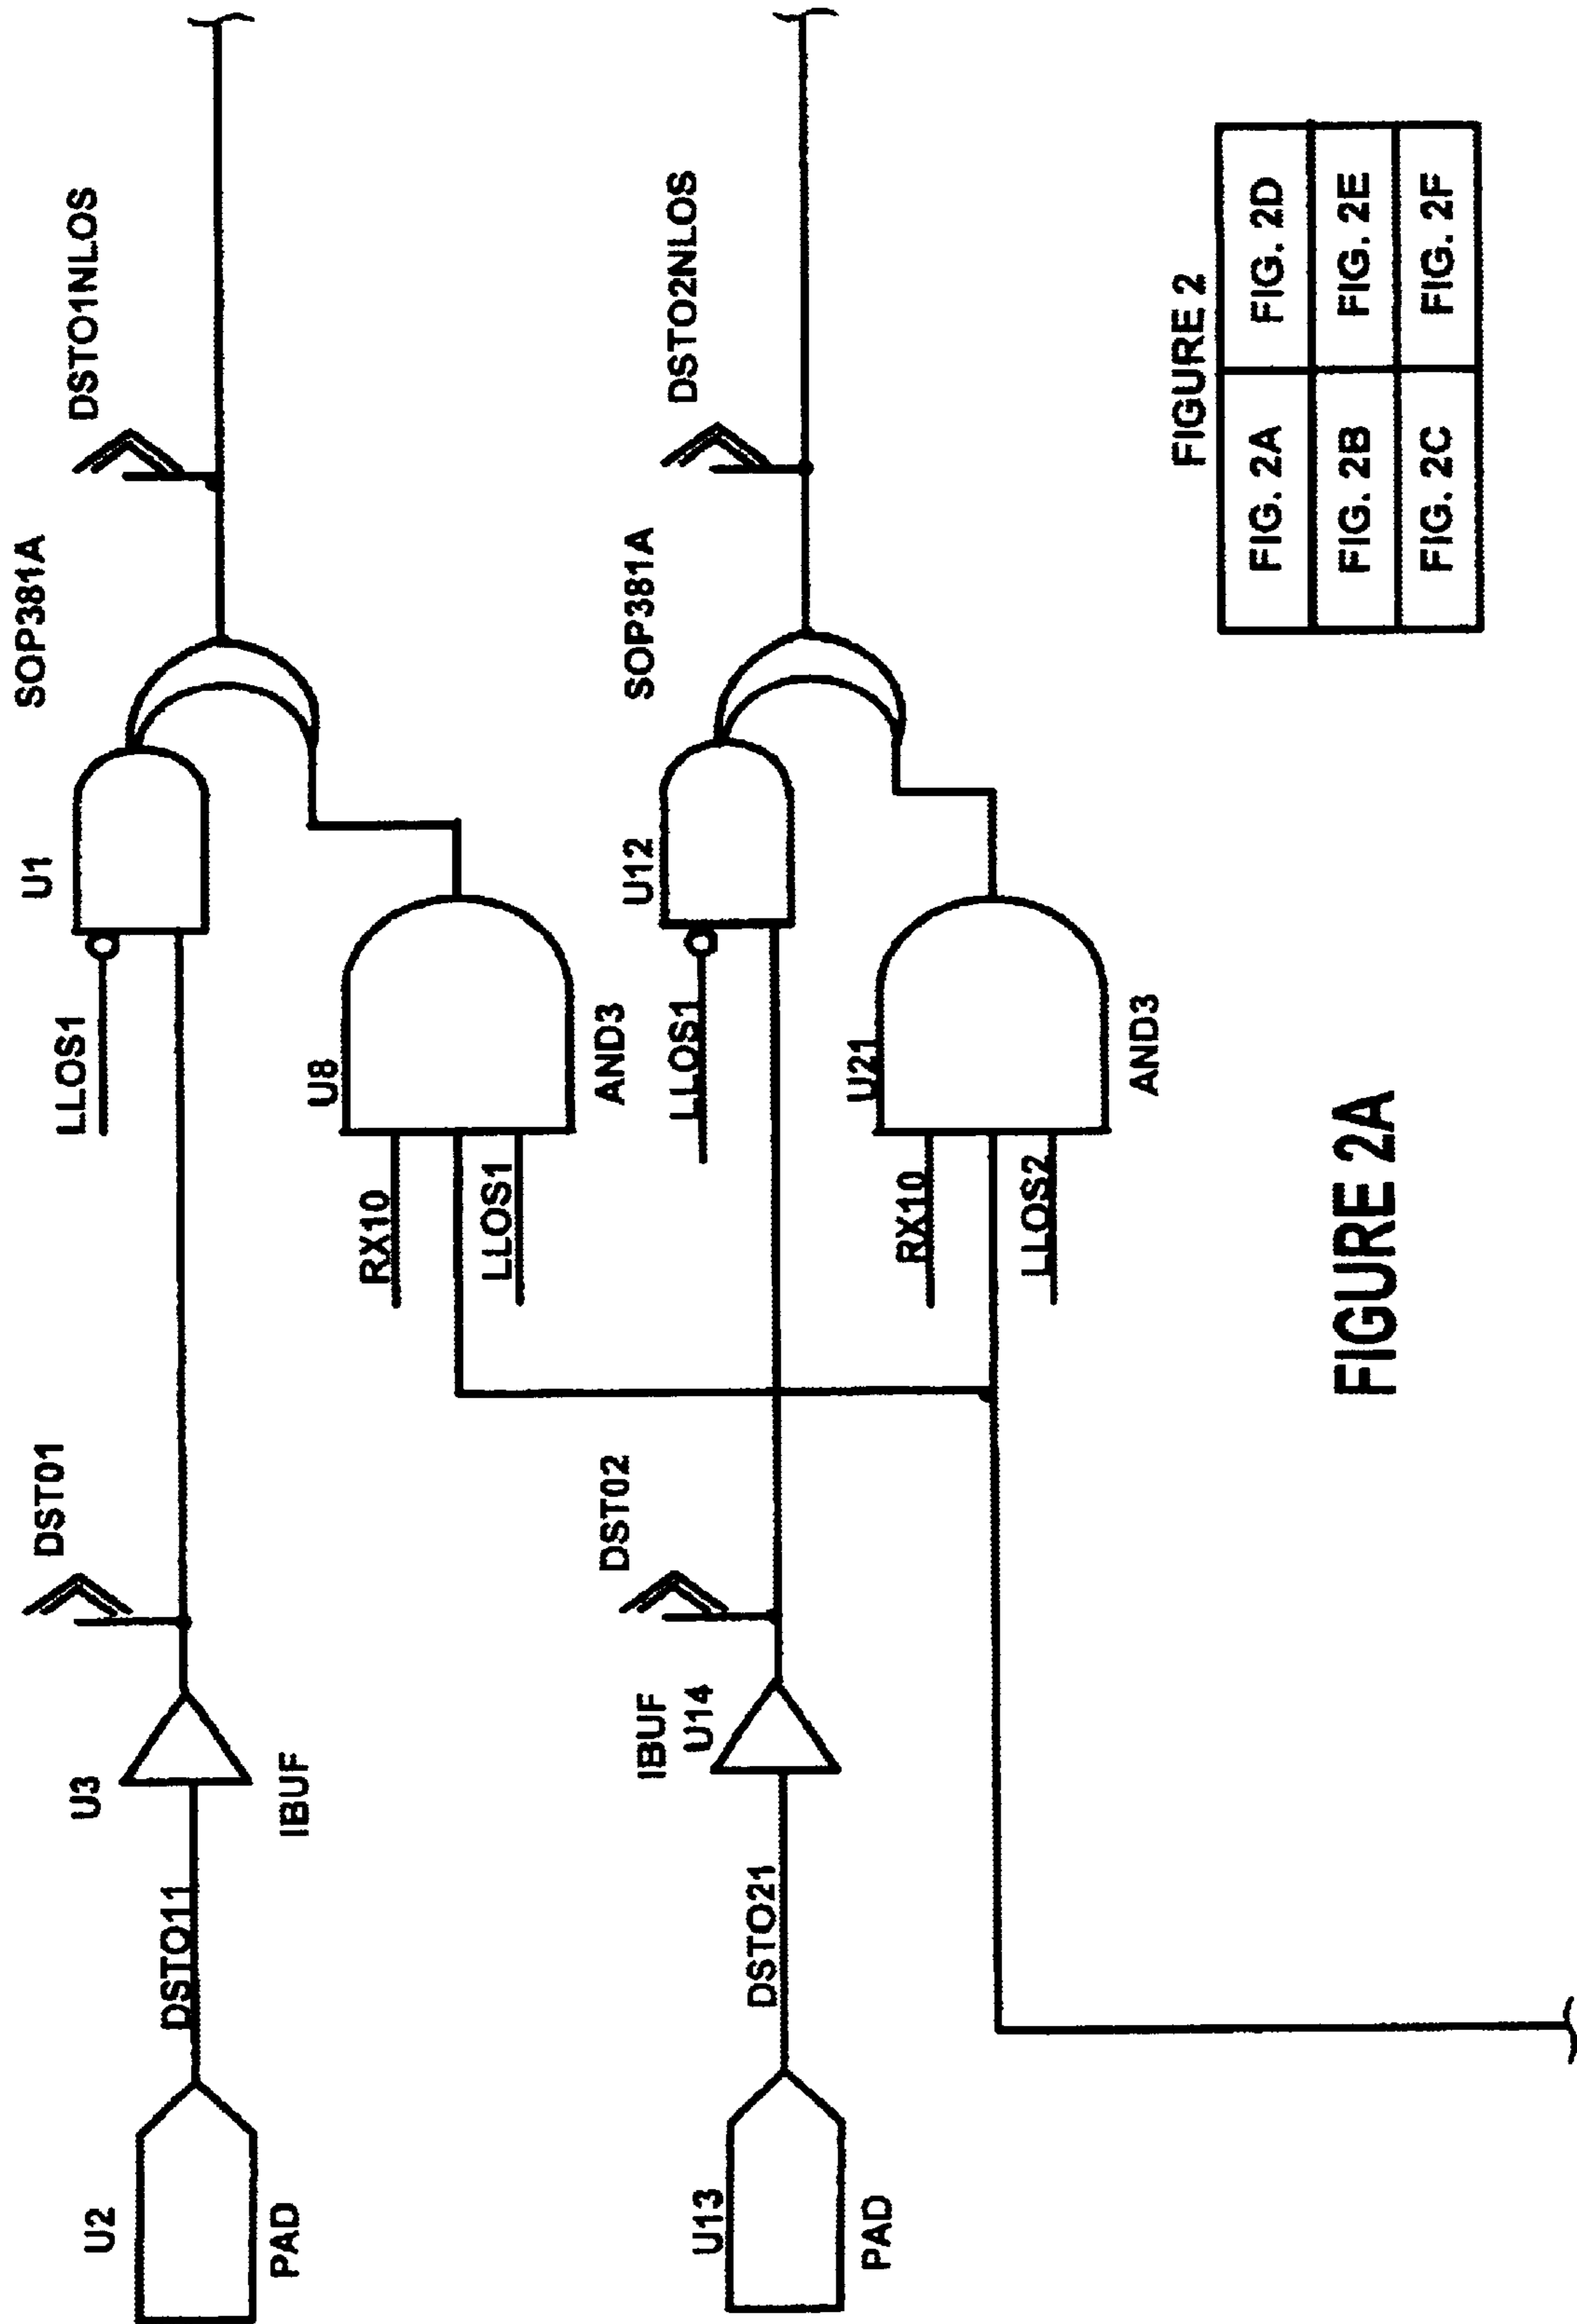 U2
PAD
DSTO11
U3
IBUF
DST01
LLOS1
U1
SOP381A
DSTO1NLOS
RX10
LLOS1
U8
AND3
U13
PAD
DSTO21
IBUF
U14
DST02
LLOS1
U12
SOP381A
DSTO2NLOS
RX10
LLOS2
U21
AND3
FIGURE 2
FIG. 2A FIG. 2D
FIG. 2B FIG. 2E
FIG. 2C FIG. 2F
FIGURE 2A